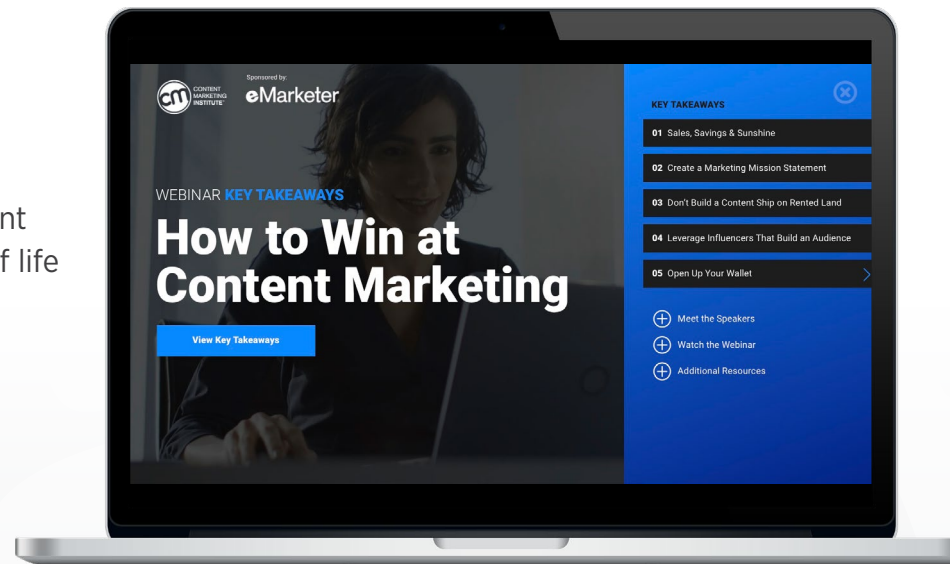 nt
f life
CONTENT
MARKETING
INSTITUTE
Sponsored by:
eMarketer.
WEBINAR KEY TAKEAWAYS
How to Win at
Content Marketing
View Key Takeaways
KEY TAKEAWAYS
01 Sales, Savings & Sunshine
02 Create a Marketing Mission Statement
03 Don't Build a Content Ship on Rented Land
04 Leverage Influencers That Build an Audience
05 Open Up Your Wallet
Meet the Speakers
Watch the Webinar
Additional Resources